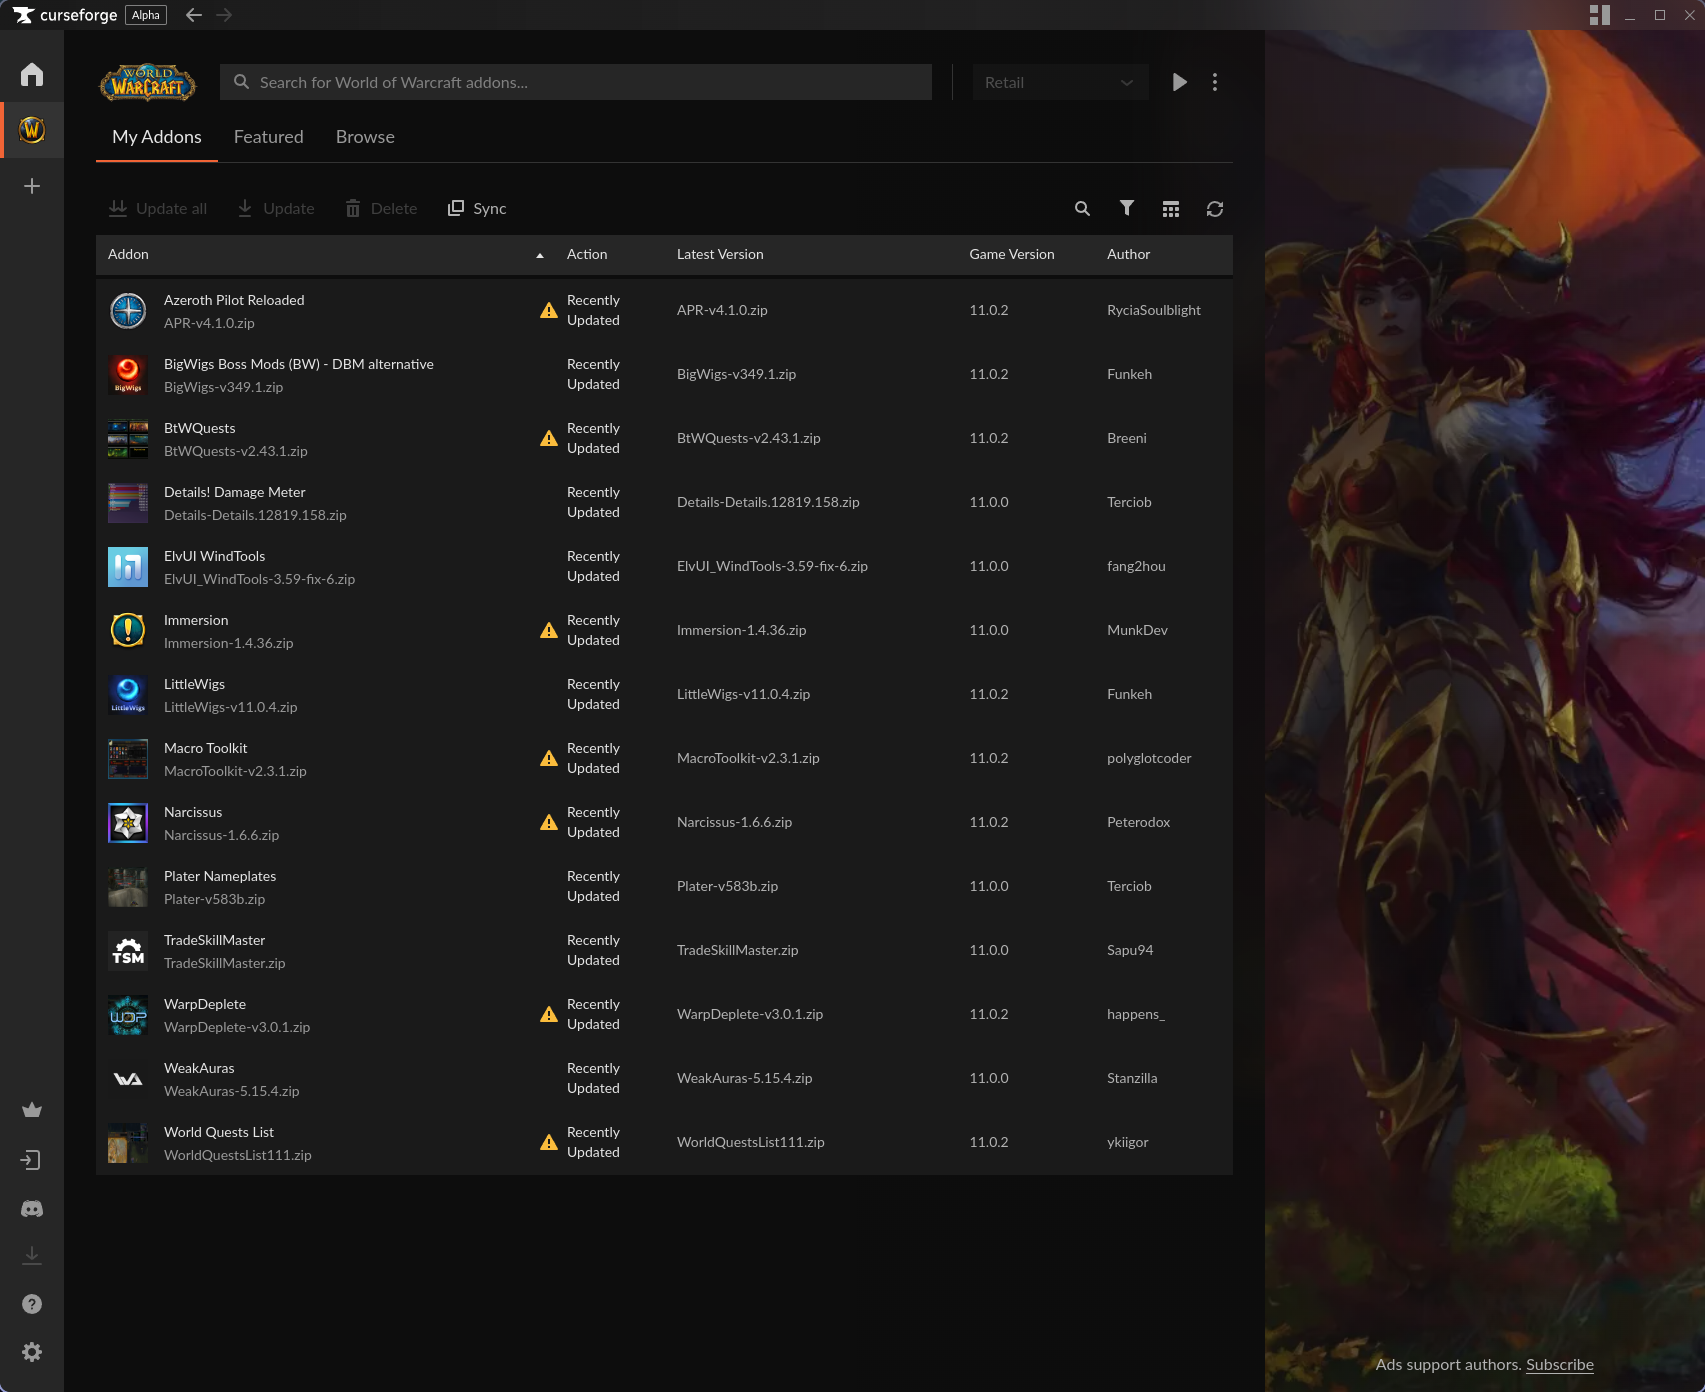 curseforge Alpha
WORLD
WARCRAFT
Search for World of Warcraft addons...
Retail
My Addons Featured Browse
Update all Update Delete Sync
Addon Action Latest Version Game Version Author
Azeroth Pilot Reloaded
APR-v4.1.0.zip
Recently
Updated
APR-v4.1.0.zip 11.0.2 RyciaSoulblight
BigWigs
BigWigs Boss Mods (BW) - DBM alternative
BigWigs-v349.1.zip
Recently
Updated
BigWigs-v349.1.zip 11.0.2 Funkeh
BtWQuests
BtWQuests-v2.43.1.zip
Recently
Updated
BtWQuests-v2.43.1.zip 11.0.2 Breeni
Details! Damage Meter
Details-Details.12819.158.zip
Recently
Updated
Details-Details.12819.158.zip 11.0.0 Terciob
ElvUI WindTools
ElvUI_WindTools-3.59-fix-6.zip
Recently
Updated
ElvUI_WindTools-3.59-fix-6.zip 11.0.0 fang2hou
Immersion
Immersion-1.4.36.zip
Recently
Updated
Immersion-1.4.36.zip 11.0.0 MunkDev
LittleWigs
LittleWigs
LittleWigs-v11.0.4.zip
Recently
Updated
LittleWigs-v11.0.4.zip 11.0.2 Funkeh
Macro Toolkit
MacroToolkit-v2.3.1.zip
Recently
Updated
MacroToolkit-v2.3.1.zip 11.0.2 polyglotcoder
Narcissus
Narcissus-1.6.6.zip
Recently
Updated
Narcissus-1.6.6.zip 11.0.2 Peterodox
Plater Nameplates
Plater-v583b.zip
Recently
Updated
Plater-v583b.zip 11.0.0 Terciob
TSM
TradeSkillMaster
TradeSkillMaster.zip
Recently
Updated
TradeSkillMaster.zip 11.0.0 Sapu94
WDP
WarpDeplete
WarpDeplete-v3.0.1.zip
Recently
Updated
WarpDeplete-v3.0.1.zip 11.0.2 happens_
WA
WeakAuras
WeakAuras-5.15.4.zip
Recently
Updated
WeakAuras-5.15.4.zip 11.0.0 Stanzilla
World Quests List
WorldQuestsList111.zip
Recently
Updated
WorldQuestsList111.zip 11.0.2 ykiigor
Ads support authors. Subscribe